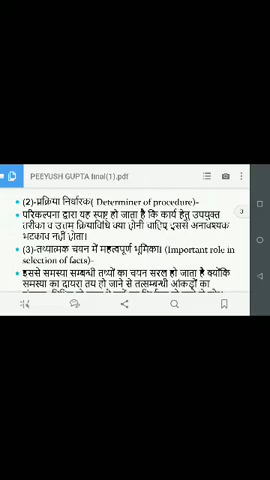 PEEYUSH GUPTA final(1).pdf
(2)-प्रक्रिया निर्धारक( Determiner of procedure)-
परिकल्पना द्वारा यह स्पष्ट हो जाता है कि कार्य हेतु उपयुक्त
तरीका व उत्तम क्रियाविधि क्या होनी चाहिए इससे अनावश्यक
भटकाव नहीं होता।
(3)-तथ्यात्मक चयन में महत्वपूर्ण भूमिका। (Important role in
selection of facts)-
इससे समस्या सम्बन्धी तथ्यों का चयन सरल हो जाता है क्योंकि
समस्या का दायरा तय हो जाने से तत्सम्बन्धी आंकड़ों का
3